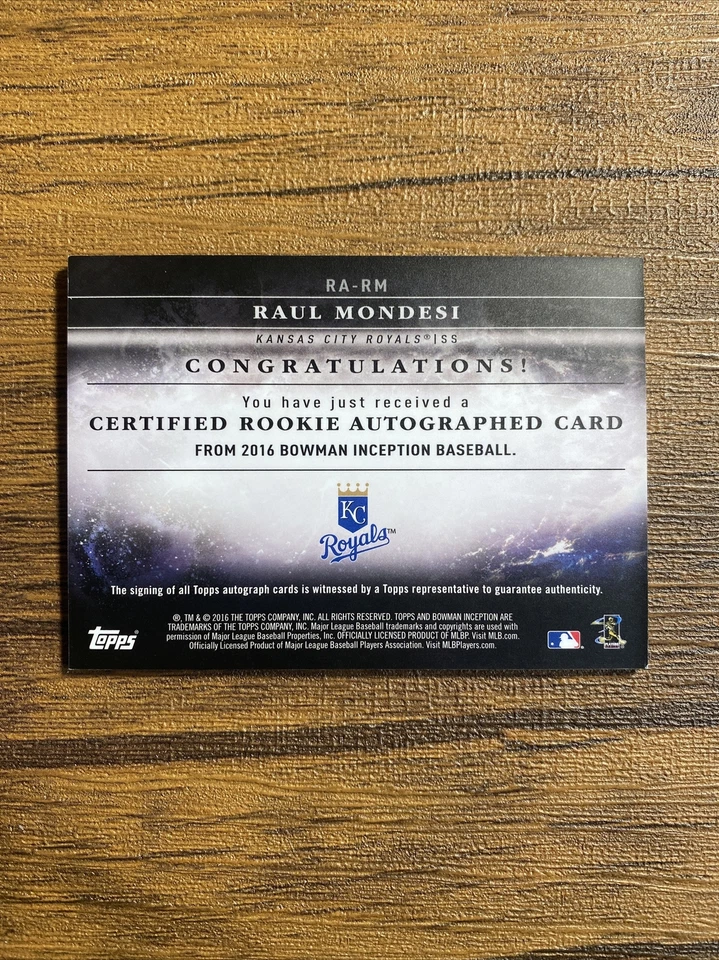 RA-RM
RAUL MONDESI
KANSAS CITY ROYALS® | SS
CONGRATULATIONS!
You have just received a
CERTIFIED ROOKIE AUTOGRAPHED CARD
FROM 2016 BOWMAN INCEPTION BASEBALL.
KC
Royals™
The signing of all Topps autograph cards is witnessed by a Topps representative to guarantee authenticity.
topps®
®, TM & © 2016 THE TOPPS COMPANY, INC. ALL RIGHTS RESERVED. TOPPS AND BOWMAN INCEPTION ARE
TRADEMARKS OF THE TOPPS COMPANY, INC. Major League Baseball trademarks and copyrights are used with
permission of Major League Baseball Properties, Inc. OFFICIALLY LICENSED PRODUCT OF MLBP. Visit MLB.com.
Officially Licensed Product of Major League Baseball Players Association. Visit MLBPlayers.com.